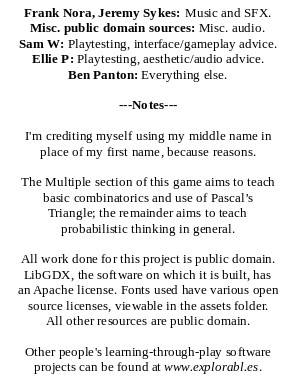 Frank Nora, Jeremy Sykes: Music and SFX.
Misc. public domain sources: Misc. audio.
Sam W: Playtesting, interface/gameplay advice.
Ellie P: Playtesting, aesthetic/audio advice.
Ben Panton: Everything else.
---Notes---
I'm crediting myself using my middle name in
place of my first name, because reasons.
The Multiple section of this game aims to teach
basic combinatorics and use of Pascal's
Triangle; the remainder aims to teach
probabilistic thinking in general.
All work done for this project is public domain.
LibGDX, the software on which it is built, has
an Apache license. Fonts used have various open
source licenses, viewable in the assets folder.
All other resources are public domain.
Other people's learning-through-play software
projects can be found at www.explorabl.es.